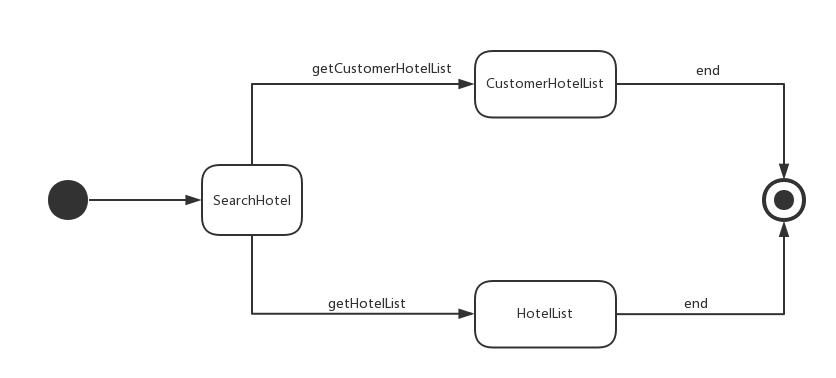 getCustomerHotelList
end
CustomerHotelList
SearchHotel
getHotelList
end
HotelList